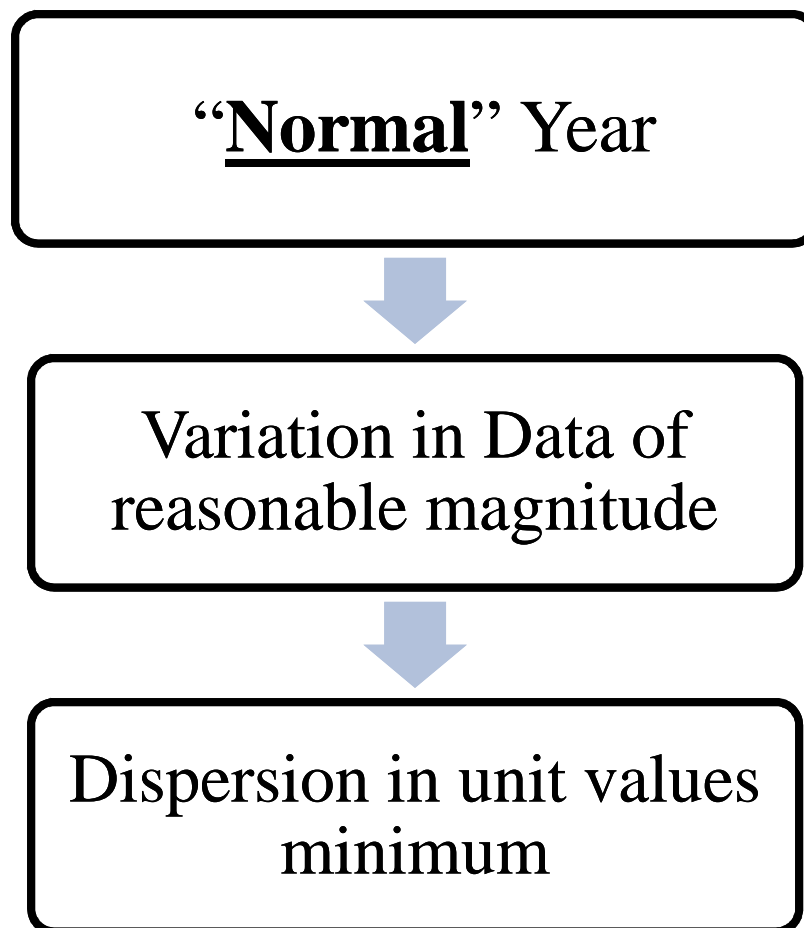 “Normal” Year
Variation in Data of
reasonable magnitude
Dispersion in unit values
minimum